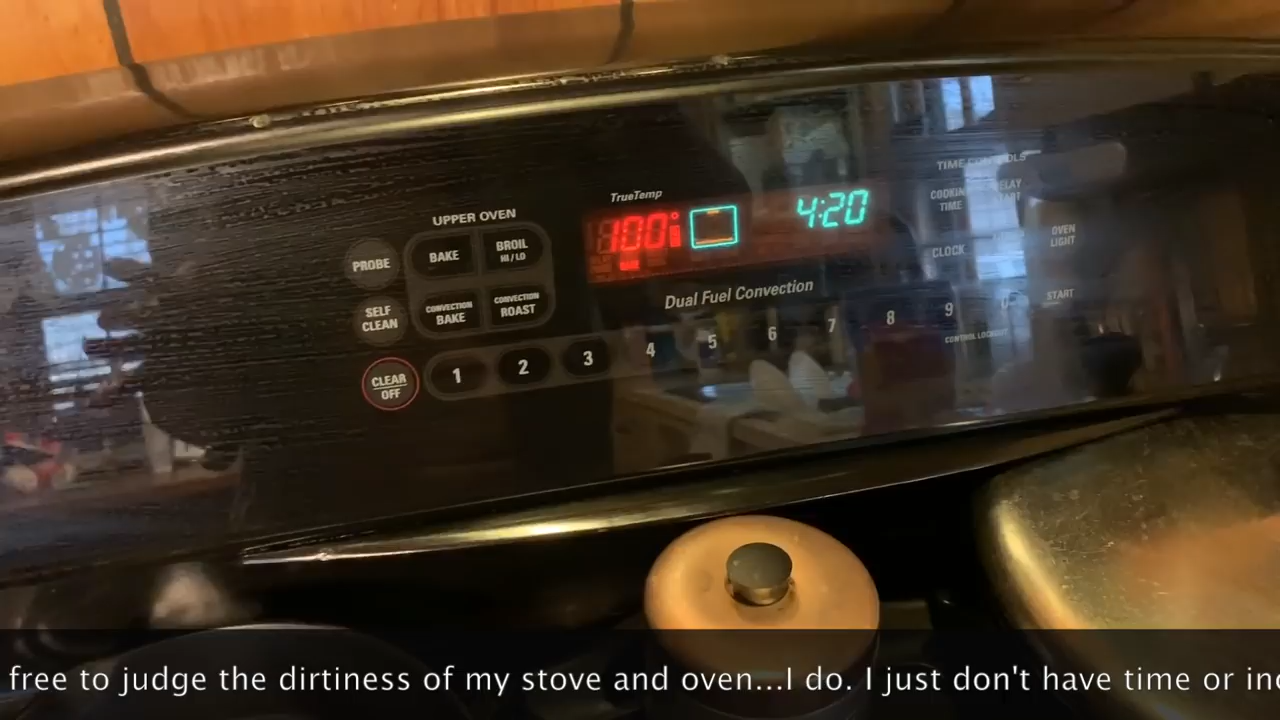 TIME CONTROLS
TrueTemp
UPPER OVEN
100°
4:20
COOKING TIME
DELAY START
PROBE
BAKE
BROIL
HI/LO
OVEN LIGHT
CLOCK
SELF CLEAN
CONVECTION BAKE
CONVECTION ROAST
Dual Fuel Convection
START
CLEAR OFF
1 2 3 4 5 6 7 8 9 0
CONTROL LOCKOUT
free to judge the dirtiness of my stove and oven...I do. I just don't have time or